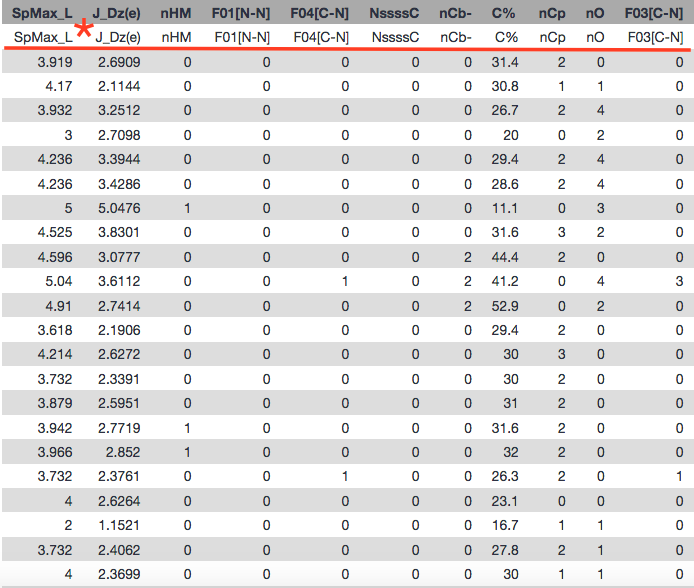 SpMax_L J_Dz(e) nHM F01[N-N] F04[C-N] NssssC nCb- C% nCp nO F03[C-N]
SpMax_L * J_Dz(e) nHM F01[N-N] F04[C-N] NssssC nCb- C% nCp nO F03[C-N]
3.919 2.6909 0 0 0 0 0 31.4 2 0 0
4.17 2.1144 0 0 0 0 0 30.8 1 1 0
3.932 3.2512 0 0 0 0 0 26.7 2 4 0
3 2.7098 0 0 0 0 0 20 0 2 0
4.236 3.3944 0 0 0 0 0 29.4 2 4 0
4.236 3.4286 0 0 0 0 0 28.6 2 4 0
5 5.0476 1 0 0 0 0 11.1 0 3 0
4.525 3.8301 0 0 0 0 0 31.6 3 2 0
4.596 3.0777 0 0 0 0 2 44.4 2 0 0
5.04 3.6112 0 0 1 0 2 41.2 0 4 3
4.91 2.7414 0 0 0 0 2 52.9 0 2 0
3.618 2.1906 0 0 0 0 0 29.4 2 0 0
4.214 2.6272 0 0 0 0 0 30 3 0 0
3.732 2.3391 0 0 0 0 0 30 2 0 0
3.879 2.5951 0 0 0 0 0 31 2 0 0
3.942 2.7719 1 0 0 0 0 31.6 2 0 0
3.966 2.852 1 0 0 0 0 32 2 0 0
3.732 2.3761 0 0 1 0 0 26.3 2 0 1
4 2.6264 0 0 0 0 0 23.1 0 0 0
2 1.1521 0 0 0 0 0 16.7 1 1 0
3.732 2.4062 0 0 0 0 0 27.8 2 1 0
4 2.3699 0 0 0 0 0 30 1 1 0